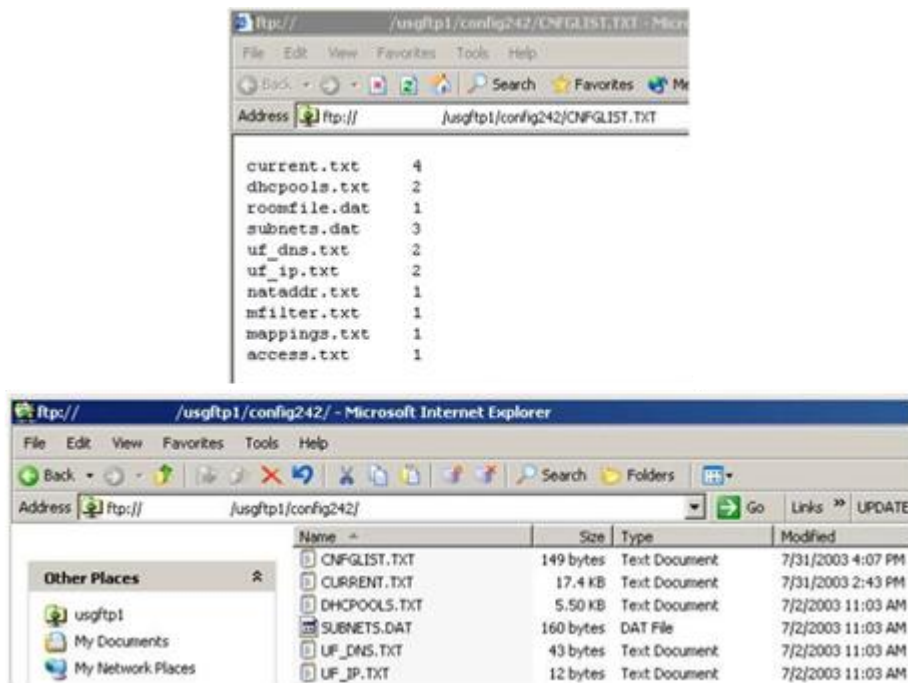 ftp:// /usgftp1/config242/CNFGLIST.TXT - Micro
File Edit View Favorites Tools Help
Back Search Favorites Me
Address ftp:// /usgftp1/config242/CNFGLIST.TXT
current.txt 4
dhcpools.txt 2
roomfile.dat 1
subnets.dat 3
uf_dns.txt 2
uf_ip.txt 2
nataddr.txt 1
mfilter.txt 1
mappings.txt 1
access.txt 1
ftp:// /usgftp1/config242/ - Microsoft Internet Explorer
File Edit View Favorites Tools Help
Back Search Folders
Address ftp:// /usgftp1/config242/ Go Links » UPDATE
Name Size Type Modified
CNFGLIST.TXT 149 bytes Text Document 7/31/2003 4:07 PM
CURRENT.TXT 17.4 KB Text Document 7/31/2003 2:43 PM
DHCPOOLS.TXT 5.50 KB Text Document 7/2/2003 11:03 AM
SUBNETS.DAT 160 bytes DAT File 7/2/2003 11:03 AM
UF_DNS.TXT 43 bytes Text Document 7/2/2003 11:03 AM
UF_IP.TXT 12 bytes Text Document 7/2/2003 11:03 AM
Other Places
usgftp1
My Documents
My Network Places